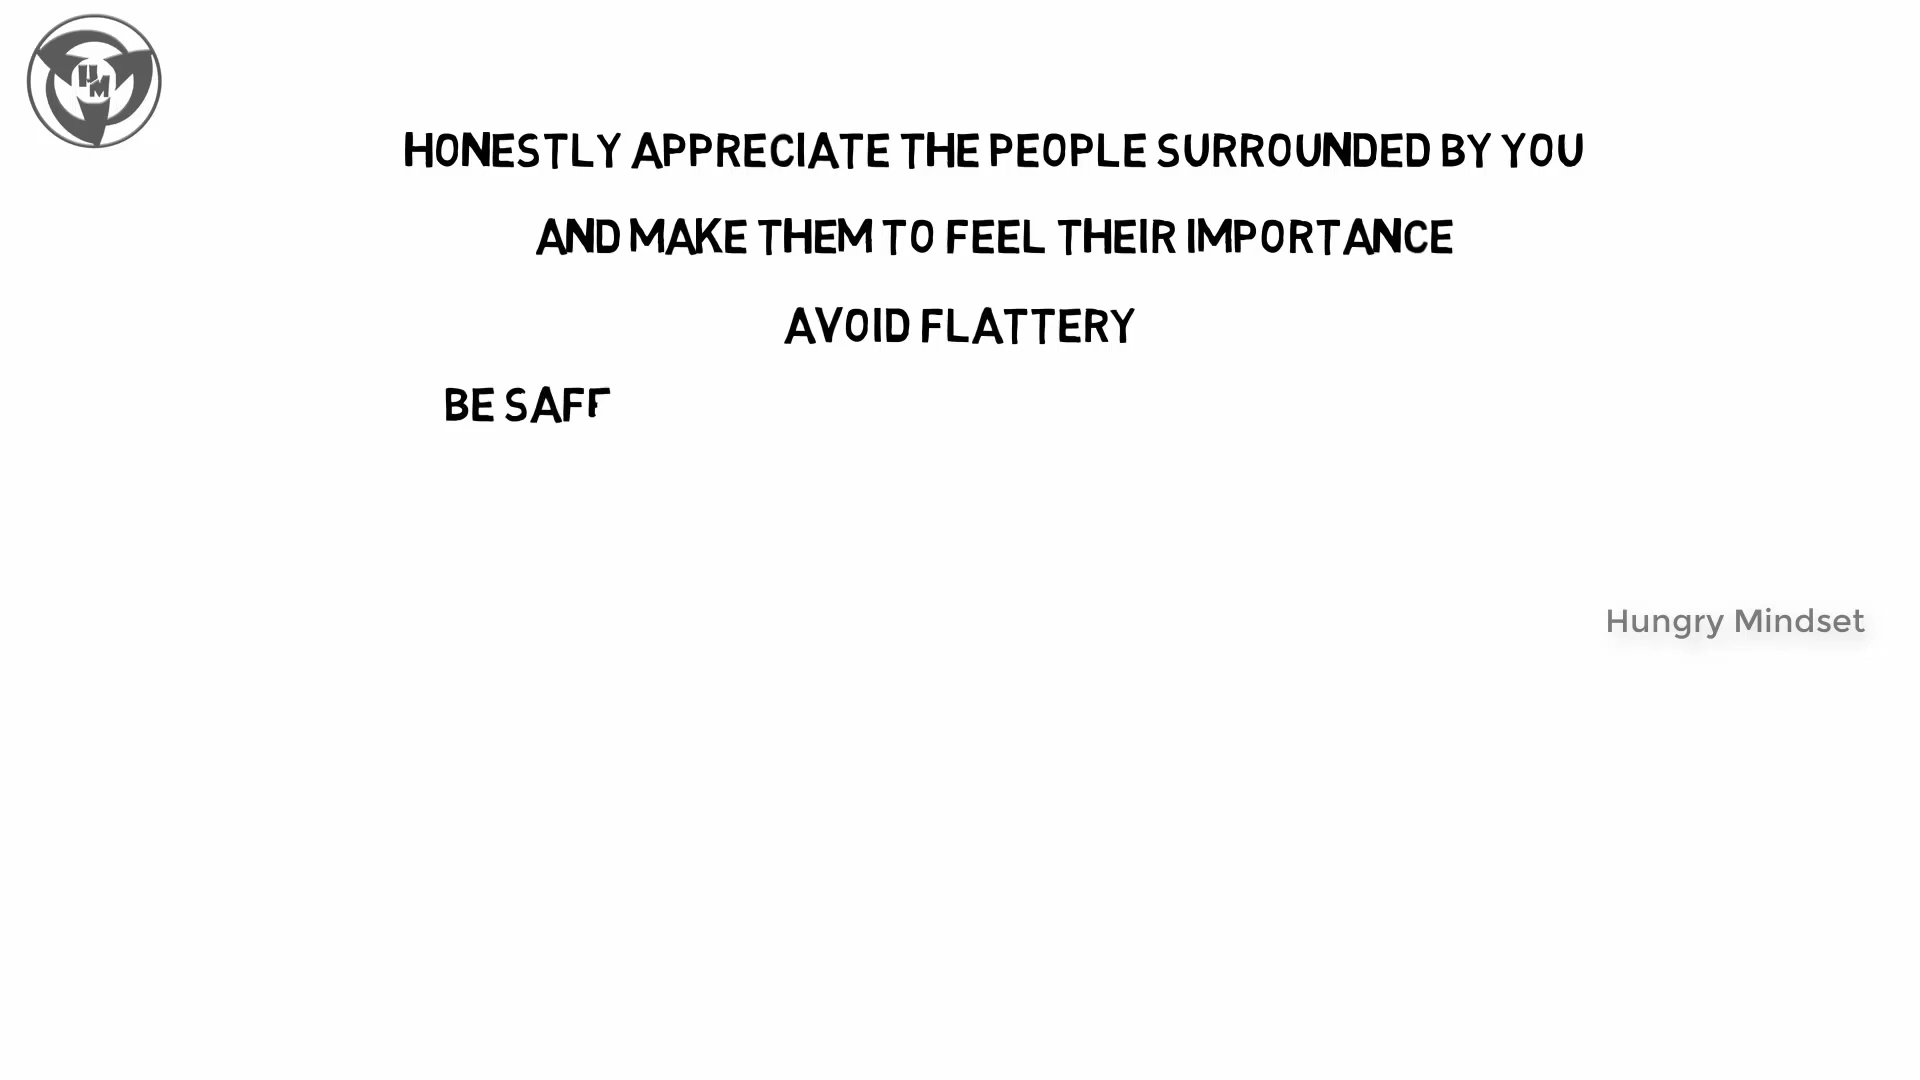 HM
HONESTLY APPRECIATE THE PEOPLE SURROUNDED BY YOU
AND MAKE THEM TO FEEL THEIR IMPORTANCE
AVOID FLATTERY
BE
Hungry Mindset